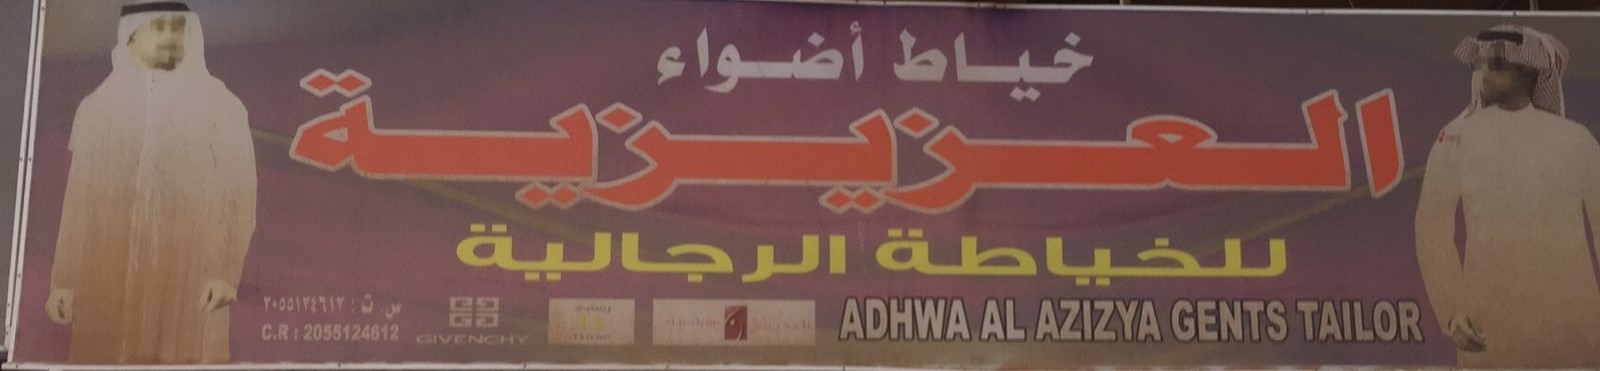 خياط أضواء
العزيزية
للخياطة الرجالية
ADHWA AL AZIZYA GENTS TAILOR
GIVENCHY
س . ت : ٢٠٥٥١٢٤٦١٢
C.R : 2055124612